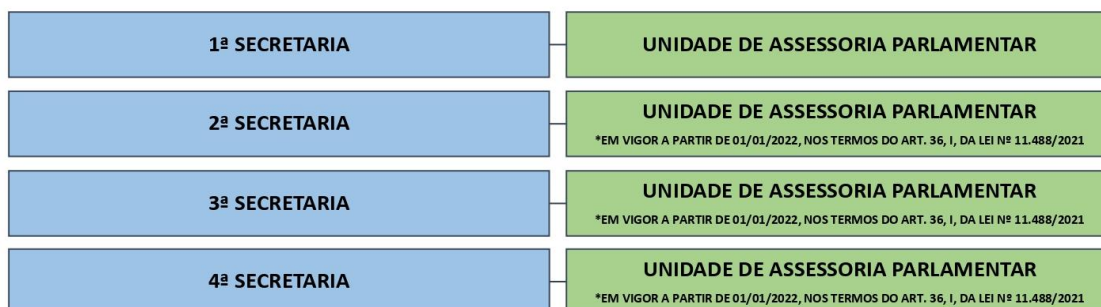 1ª SECRETARIA
UNIDADE DE ASSESSORIA PARLAMENTAR
2ª SECRETARIA
UNIDADE DE ASSESSORIA PARLAMENTAR
*EM VIGOR A PARTIR DE 01/01/2022, NOS TERMOS DO ART. 36, I, DA LEI Nº 11.488/2021
3ª SECRETARIA
UNIDADE DE ASSESSORIA PARLAMENTAR
*EM VIGOR A PARTIR DE 01/01/2022, NOS TERMOS DO ART. 36, I, DA LEI Nº 11.488/2021
4ª SECRETARIA
UNIDADE DE ASSESSORIA PARLAMENTAR
*EM VIGOR A PARTIR DE 01/01/2022, NOS TERMOS DO ART. 36, I, DA LEI Nº 11.488/2021